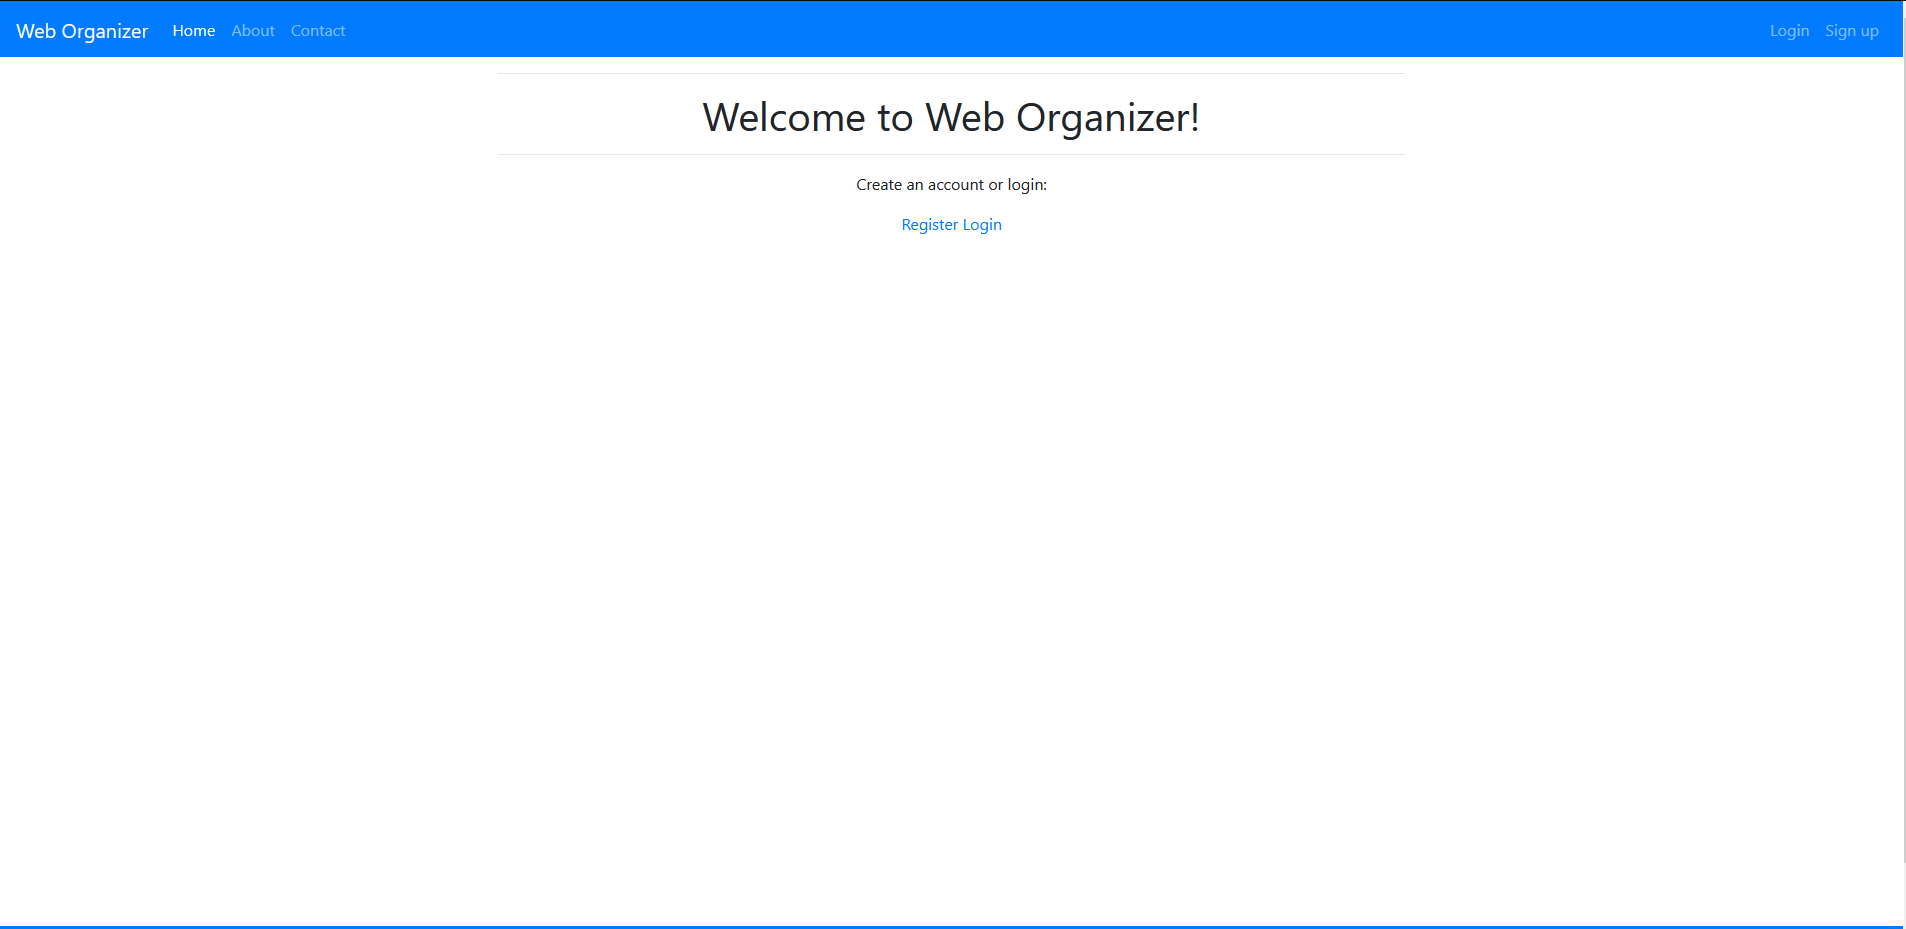 Web Organizer Home About Contact Login Sign up
Welcome to Web Organizer!
Create an account or login:
Register Login